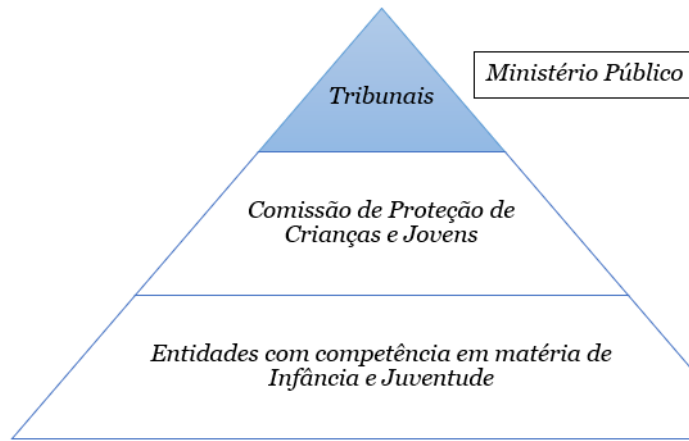 Tribunais
Ministério Público
Comissão de Proteção de
Crianças e Jovens
Entidades com competência em matéria de
Infância e Juventude